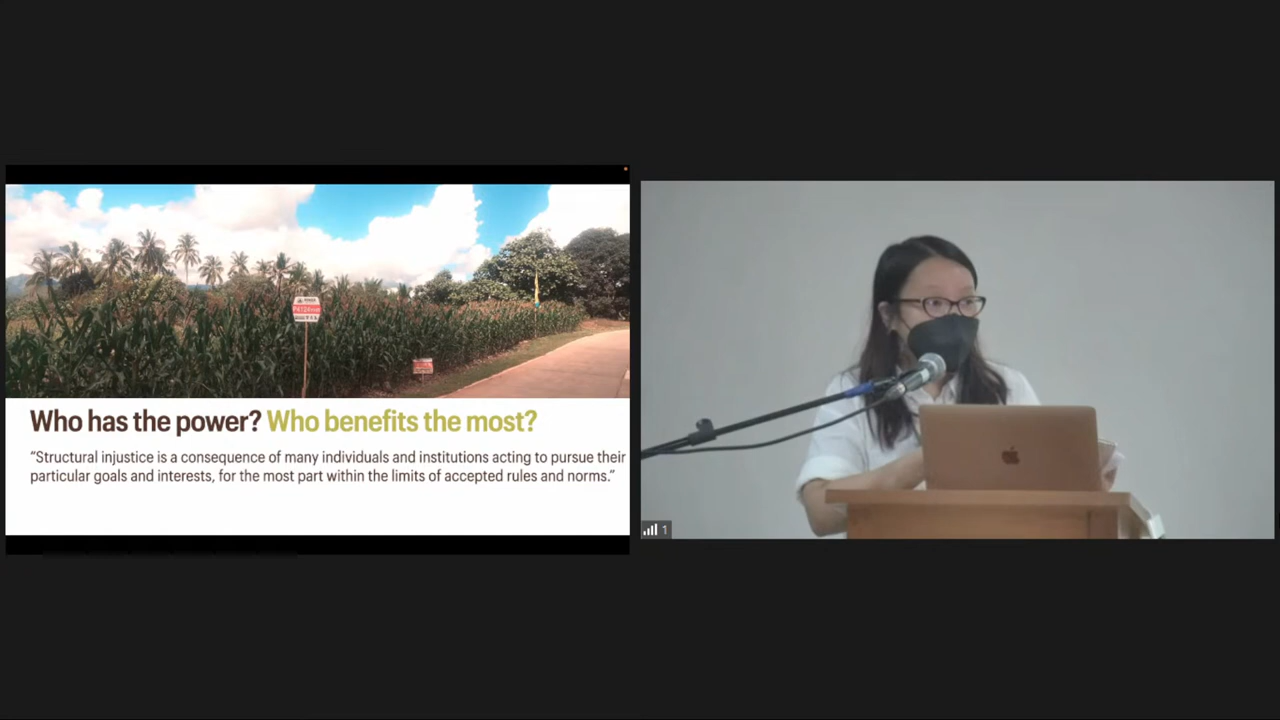 Who has the power? Who benefits the most?
“Structural injustice is a consequence of many individuals and institutions acting to pursue their
particular goals and interests, for the most part within the limits of accepted rules and norms.”
1